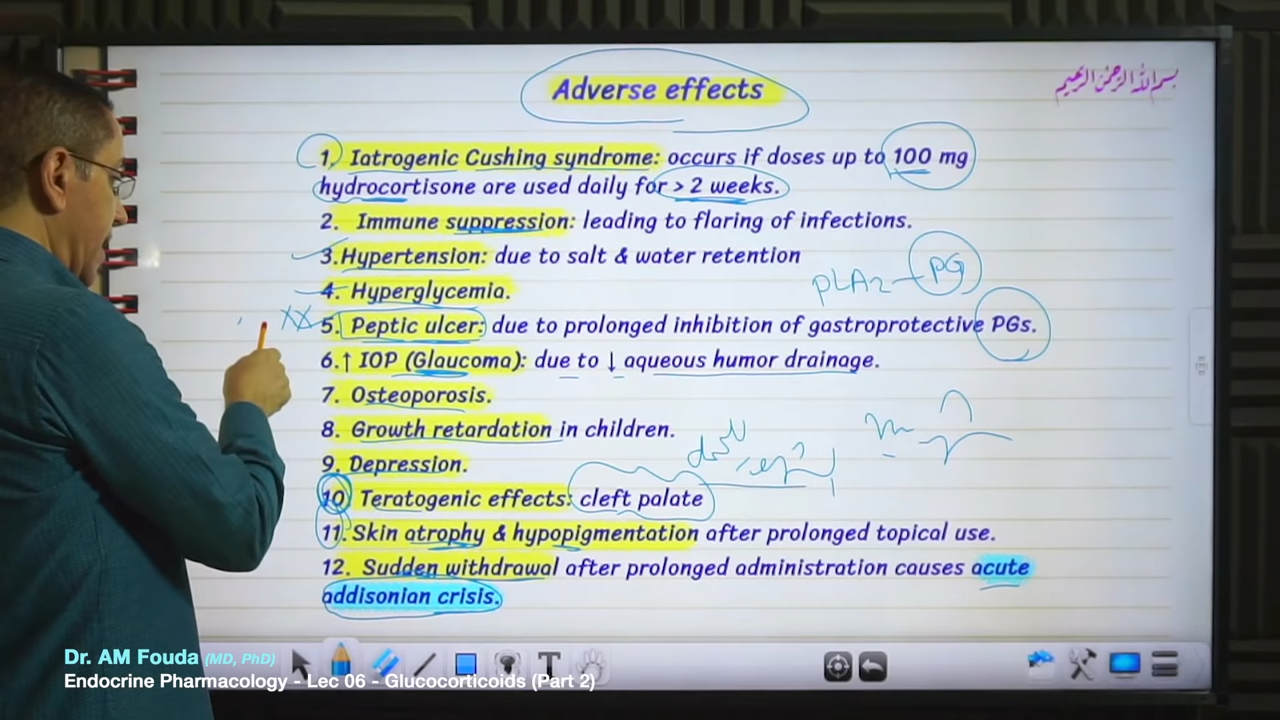 Adverse effects
بسم الله الرحمن الرحيم
1. Iatrogenic Cushing syndrome: occurs if doses up to 100 mg
hydrocortisone are used daily for > 2 weeks.
2. Immune suppression: leading to flaring of infections.
3. Hypertension: due to salt & water retention
4. Hyperglycemia.
PLA2 – PG
XX
5. Peptic ulcer: due to prolonged inhibition of gastroprotective PGs.
6. ↑ IOP (Glaucoma): due to ↓ aqueous humor drainage.
7. Osteoporosis.
8. Growth retardation in children.
9. Depression.
10 Teratogenic effects: cleft palate
11. Skin atrophy & hypopigmentation after prolonged topical use.
12. Sudden withdrawal after prolonged administration causes acute
addisonian crisis.
T
Dr. AM Fouda (MD, PhD)
Endocrine Pharmacology - Lec 06 - Glucocorticoids (Part 2)